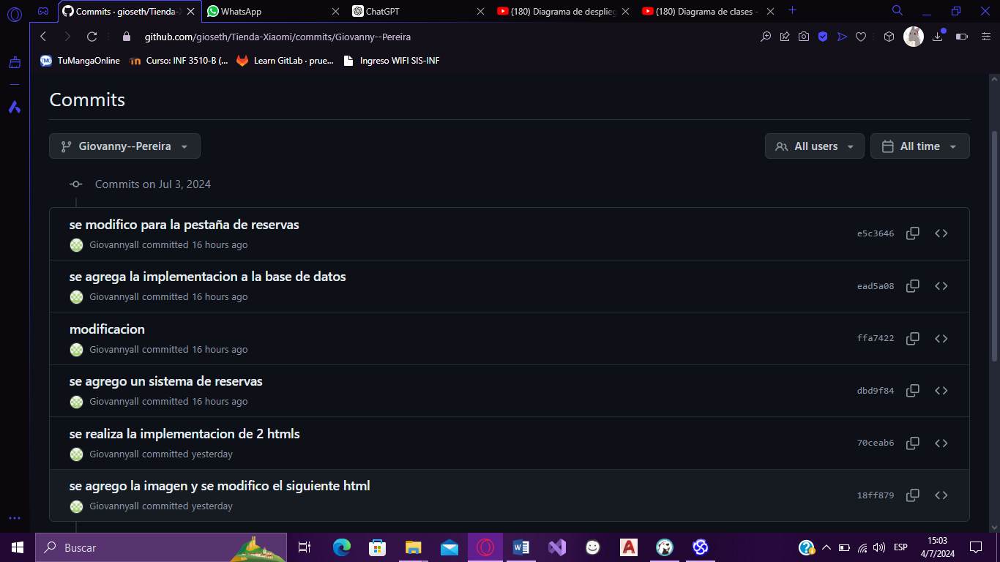 Commits · gioseth/Tienda-X
WhatsApp
ChatGPT
(180) Diagrama de desplieg
(180) Diagrama de clases -
github.com/gioseth/Tienda-Xiaomi/commits/Giovanny--Pereira
TuMangaOnline
Curso: INF 3510-B (...
Learn GitLab · prue...
Ingreso WIFI SIS-INF
Commits
Giovanny--Pereira
All users
All time
Commits on Jul 3, 2024
se modifico para la pestaña de reservas
e5c3646
Giovannyall committed 16 hours ago
se agrega la implementacion a la base de datos
ead5a08
Giovannyall committed 16 hours ago
modificacion
ffa7422
Giovannyall committed 16 hours ago
se agrego un sistema de reservas
dbd9f84
Giovannyall committed 16 hours ago
se realiza la implementacion de 2 htmls
70ceab6
Giovannyall committed yesterday
se agrego la imagen y se modifico el siguiente html
18ff879
Giovannyall committed yesterday
Buscar
ESP
15:03
4/7/2024